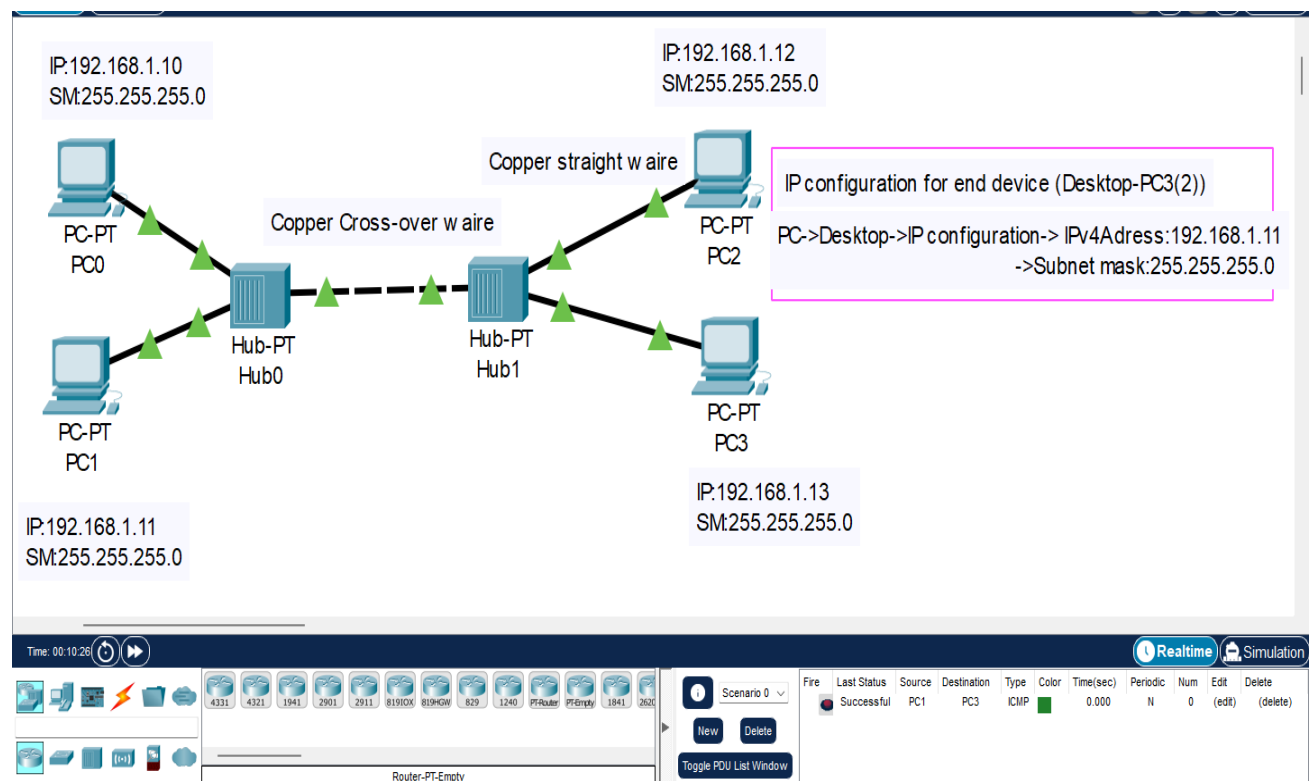 IP:192.168.1.10
SM:255.255.255.0
IP:192.168.1.12
SM:255.255.255.0
Copper straight w aire
IP configuration for end device (Desktop-PC3(2))
Copper Cross-over w aire
PC->Desktop->IP configuration-> IPv4Adress:192.168.1.11
->Subnet mask:255.255.255.0
PC-PT
PC0
PC-PT
PC2
Hub-PT
Hub0
Hub-PT
Hub1
PC-PT
PC1
PC-PT
PC3
IP:192.168.1.11
SM:255.255.255.0
IP:192.168.1.13
SM:255.255.255.0
Time: 00:10:26
Realtime
Simulation
4331 4321 1941 2901 2911 819IOX 819HGW 829 1240 PT-Router PT-Empty 1841 262
Router-PT-Empty
Scenario 0
New
Delete
Toggle PDU List Window
Fire Last Status Source Destination Type Color Time(sec) Periodic Num Edit Delete
Successful PC1 PC3 ICMP 0.000 N 0 (edit) (delete)